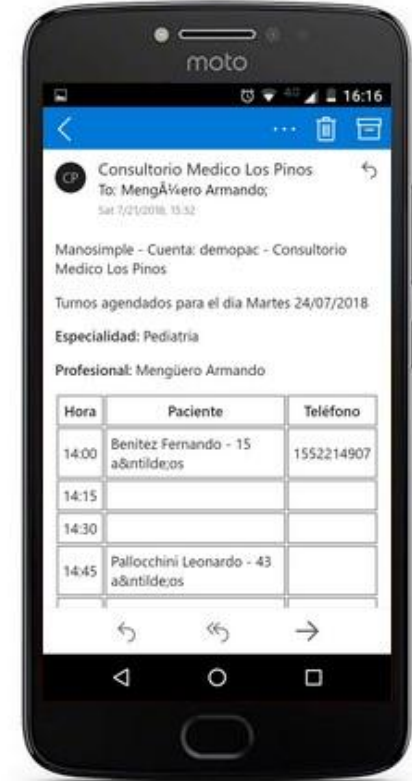 moto
4G 16:16
CP
Consultorio Medico Los Pinos
To: MengÃ¼ero Armando;
Sat 7/21/2018, 15:52
Manosimple - Cuenta: demopac - Consultorio
Medico Los Pinos
Turnos agendados para el dia Martes 24/07/2018
Especialidad: Pediatria
Profesional: Mengüero Armando
Hora Paciente Teléfono
14:00 Benitez Fernando - 15 a&ntilde;os 1552214907
14:15
14:30
14:45 Pallocchini Leonardo - 43 a&ntilde;os